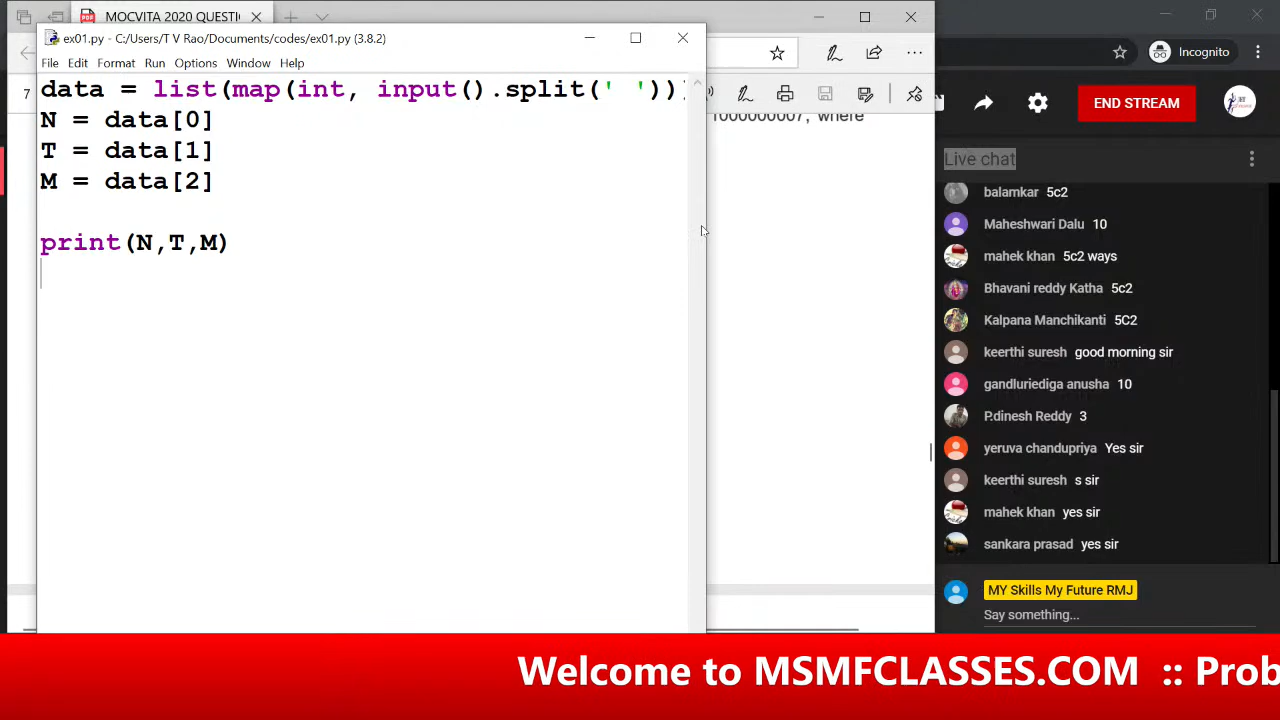 MOCVITA 2020 QUESTI
ex01.py - C:/Users/T V Rao/Documents/codes/ex01.py (3.8.2)
File Edit Format Run Options Window Help
data = list(map(int, input().split(' '))
N = data[0]
T = data[1]
M = data[2]
print(N,T,M)
7
1000000007, where
Incognito
END STREAM
Live chat
balamkar 5c2
Maheshwari Dalu 10
mahek khan 5c2 ways
Bhavani reddy Katha 5c2
Kalpana Manchikanti 5C2
keerthi suresh good morning sir
gandluriediga anusha 10
P.dinesh Reddy 3
yeruva chandupriya Yes sir
keerthi suresh s sir
mahek khan yes sir
sankara prasad yes sir
MY Skills My Future RMJ
Say something...
Welcome to MSMFCLASSES.COM :: Prob